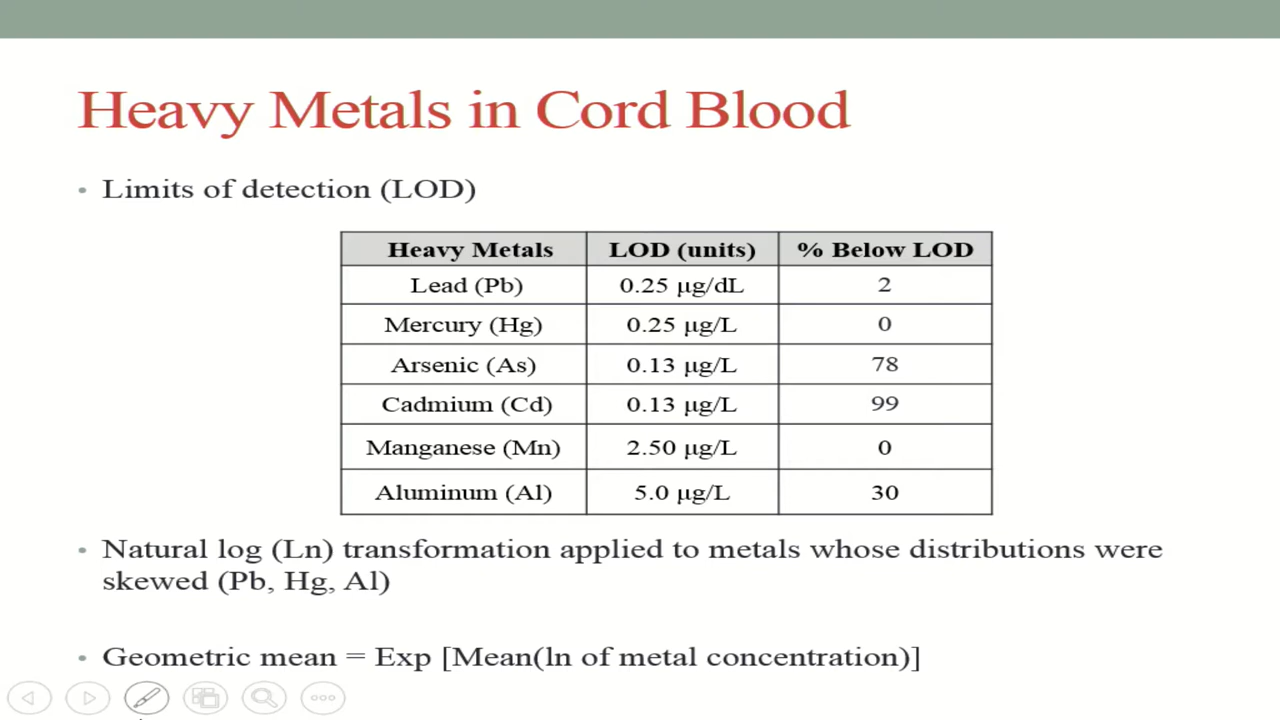 Heavy Metals in Cord Blood
• Limits of detection (LOD)
Heavy Metals LOD (units) % Below LOD
Lead (Pb) 0.25 μg/dL 2
Mercury (Hg) 0.25 μg/L 0
Arsenic (As) 0.13 μg/L 78
Cadmium (Cd) 0.13 μg/L 99
Manganese (Mn) 2.50 μg/L 0
Aluminum (Al) 5.0 μg/L 30
• Natural log (Ln) transformation applied to metals whose distributions were
skewed (Pb, Hg, Al)
• Geometric mean = Exp [Mean(ln of metal concentration)]